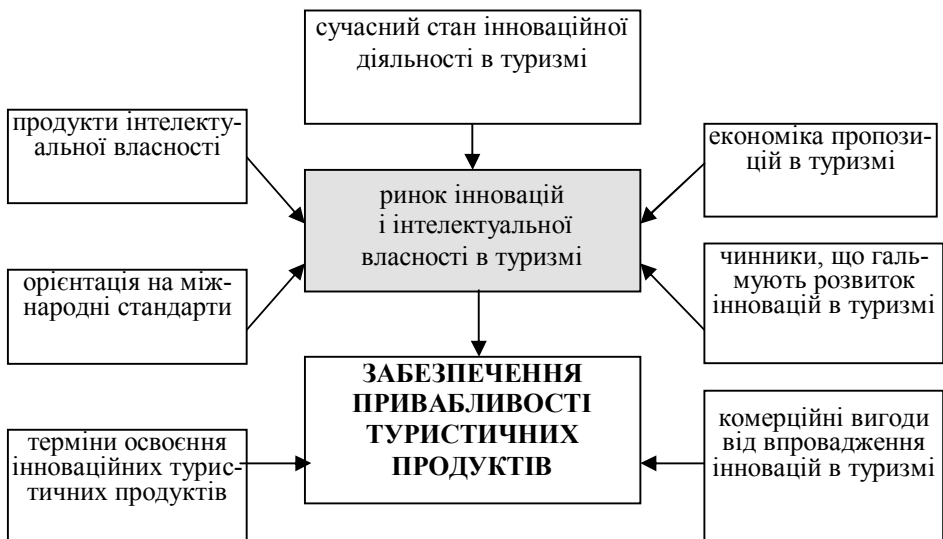 сучасний стан інноваційної
діяльності в туризмі
продукти інтелекту-
альної власності
економіка пропози-
цій в туризмі
ринок інновацій
і інтелектуальної
власності в туризмі
орієнтація на між-
народні стандарти
чинники, що галь-
мують розвиток
інновацій в туризмі
ЗАБЕЗПЕЧЕННЯ
ПРИВАБЛИВОСТІ
ТУРИСТИЧНИХ
ПРОДУКТІВ
терміни освоєння
інноваційних турис-
тичних продуктів
комерційні вигоди
від впровадження
інновацій в туризмі